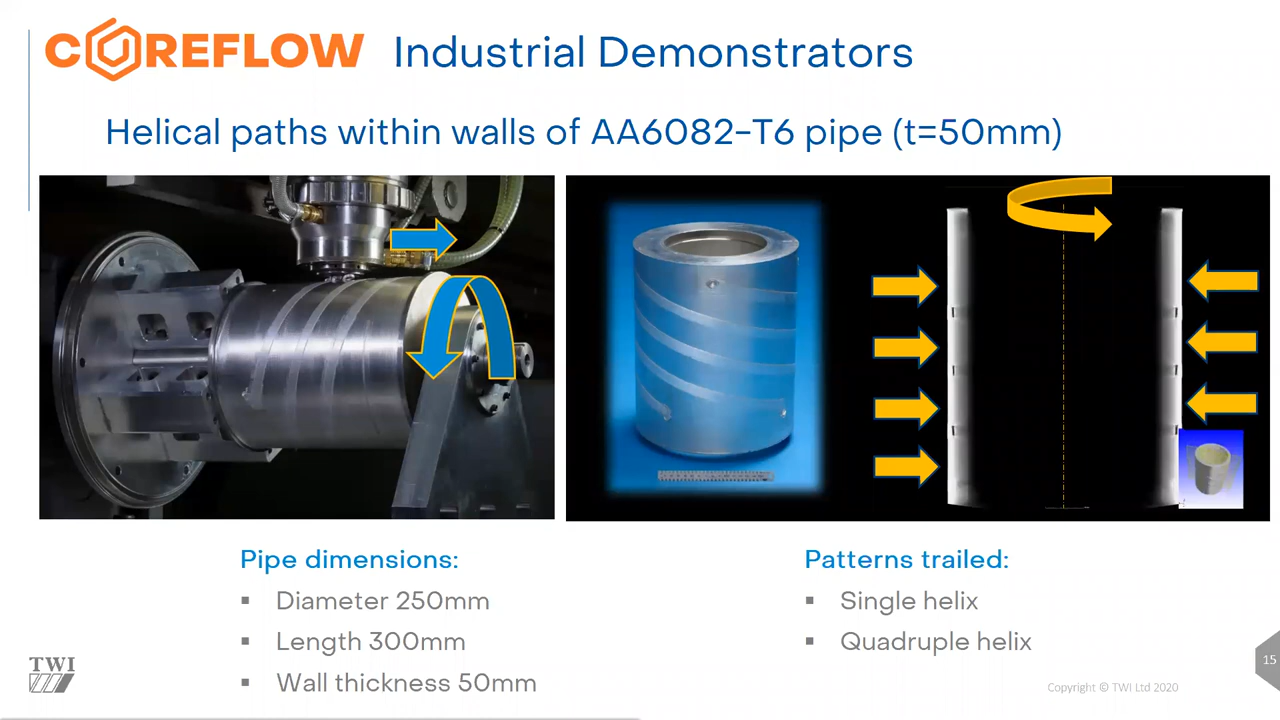 COREFLOW Industrial Demonstrators
Helical paths within walls of AA6082-T6 pipe (t=50mm)
Pipe dimensions:
▪ Diameter 250mm
▪ Length 300mm
▪ Wall thickness 50mm
Patterns trailed:
▪ Single helix
▪ Quadruple helix
TWI
Copyright © TWI Ltd 2020
15